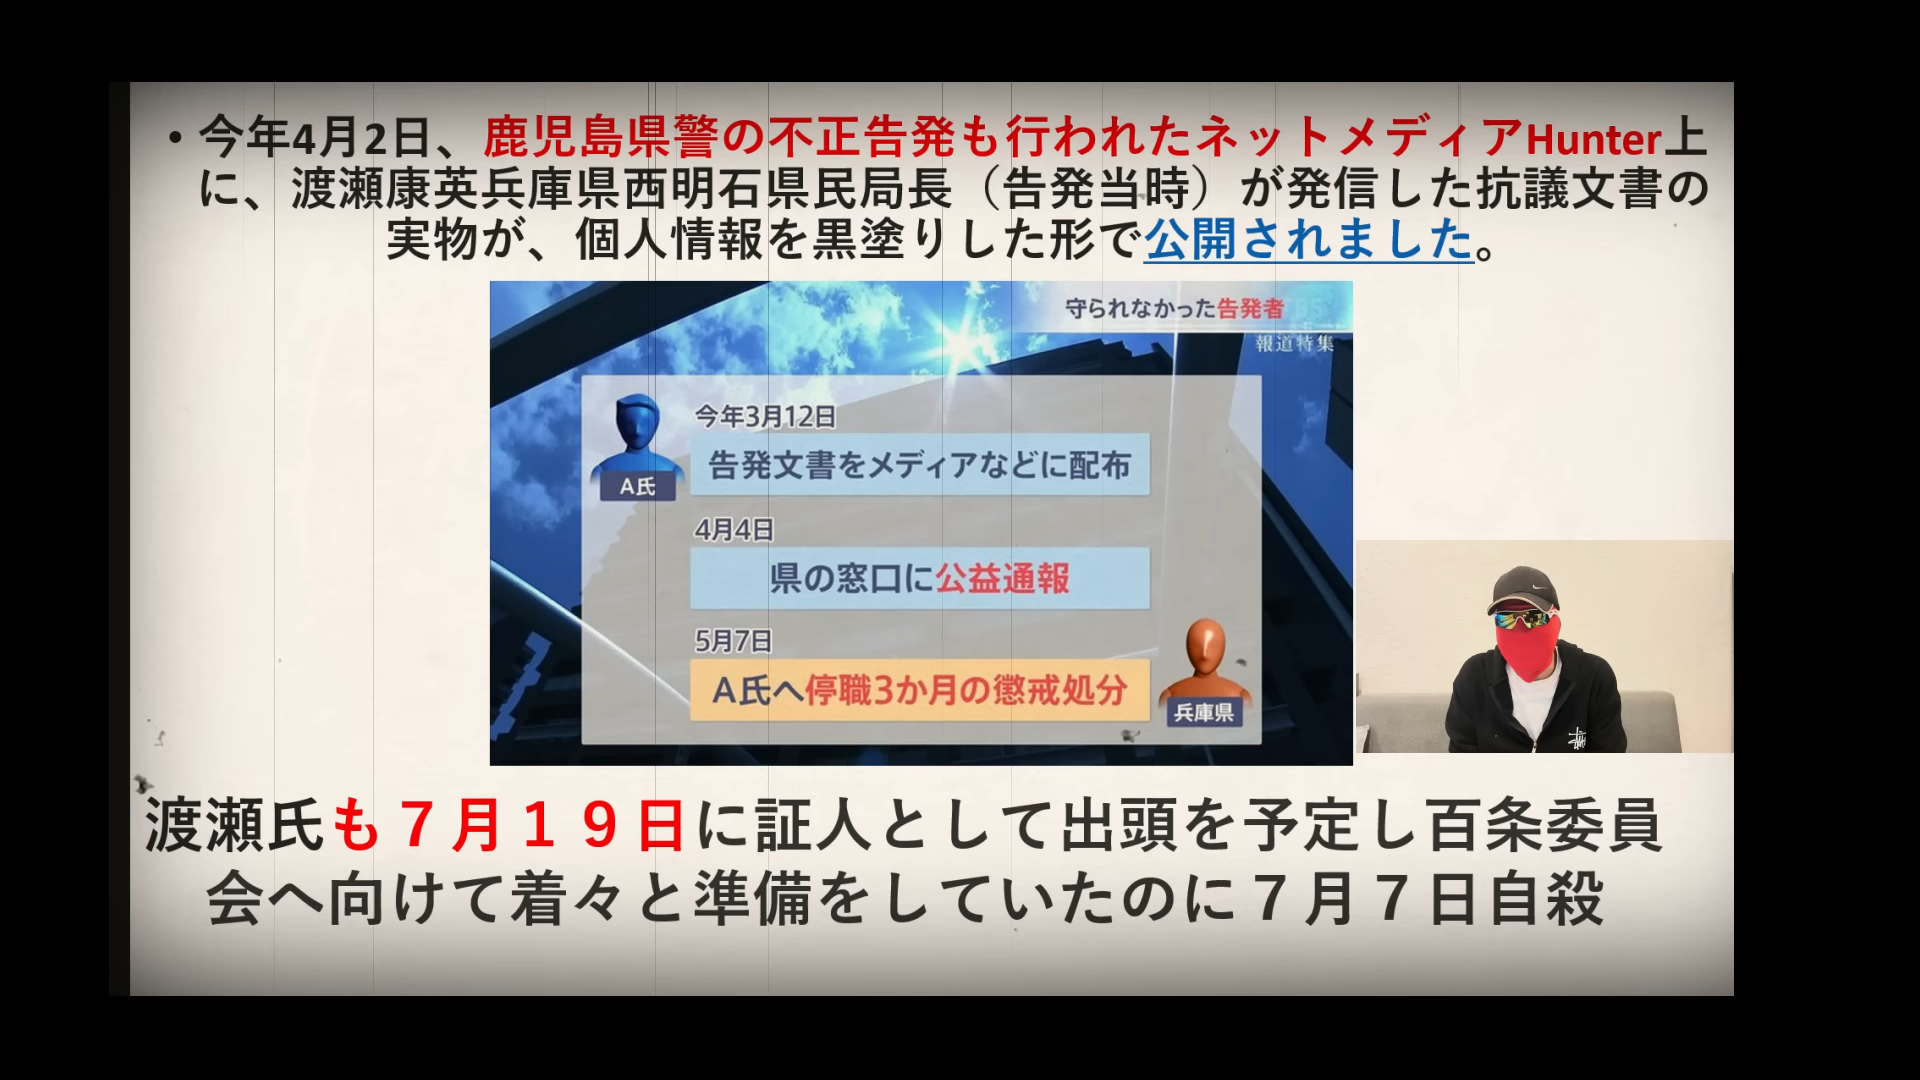 ・今年4月2日、鹿児島県警の不正告発も行われたネットメディアHunter上
に、渡瀬康英兵庫県西明石県民局長（告発当時）が発信した抗議文書の
実物が、個人情報を黒塗りした形で公開されました。
守られなかった告発者
報道特集
今年3月12日
告発文書をメディアなどに配布
A氏
4月4日
県の窓口に公益通報
5月7日
A氏へ停職3か月の懲戒処分
兵庫県
渡瀬氏も７月１９日に証人として出頭を予定し百条委員
会へ向けて着々と準備をしていたのに７月７日自殺